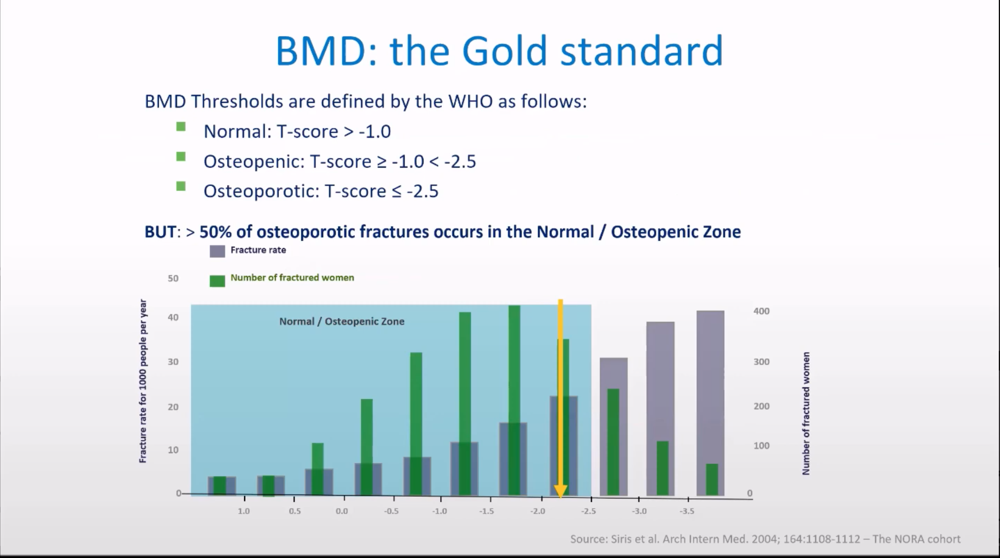 BMD: the Gold standard
BMD Thresholds are defined by the WHO as follows:
Normal: T-score > -1.0
Osteopenic: T-score ≥ -1.0 < -2.5
Osteoporotic: T-score ≤ -2.5
BUT: > 50% of osteoporotic fractures occurs in the Normal / Osteopenic Zone
Fracture rate
Number of fractured women
Fracture rate for 1000 people per year
50
40
30
20
10
0
Normal / Osteopenic Zone
400
300
200
100
0
Number of fractured women
1.0 0.5 0.0 -0.5 -1.0 -1.5 -2.0 -2.5 -3.0 -3.5
Source: Siris et al. Arch Intern Med. 2004; 164:1108-1112 – The NORA cohort